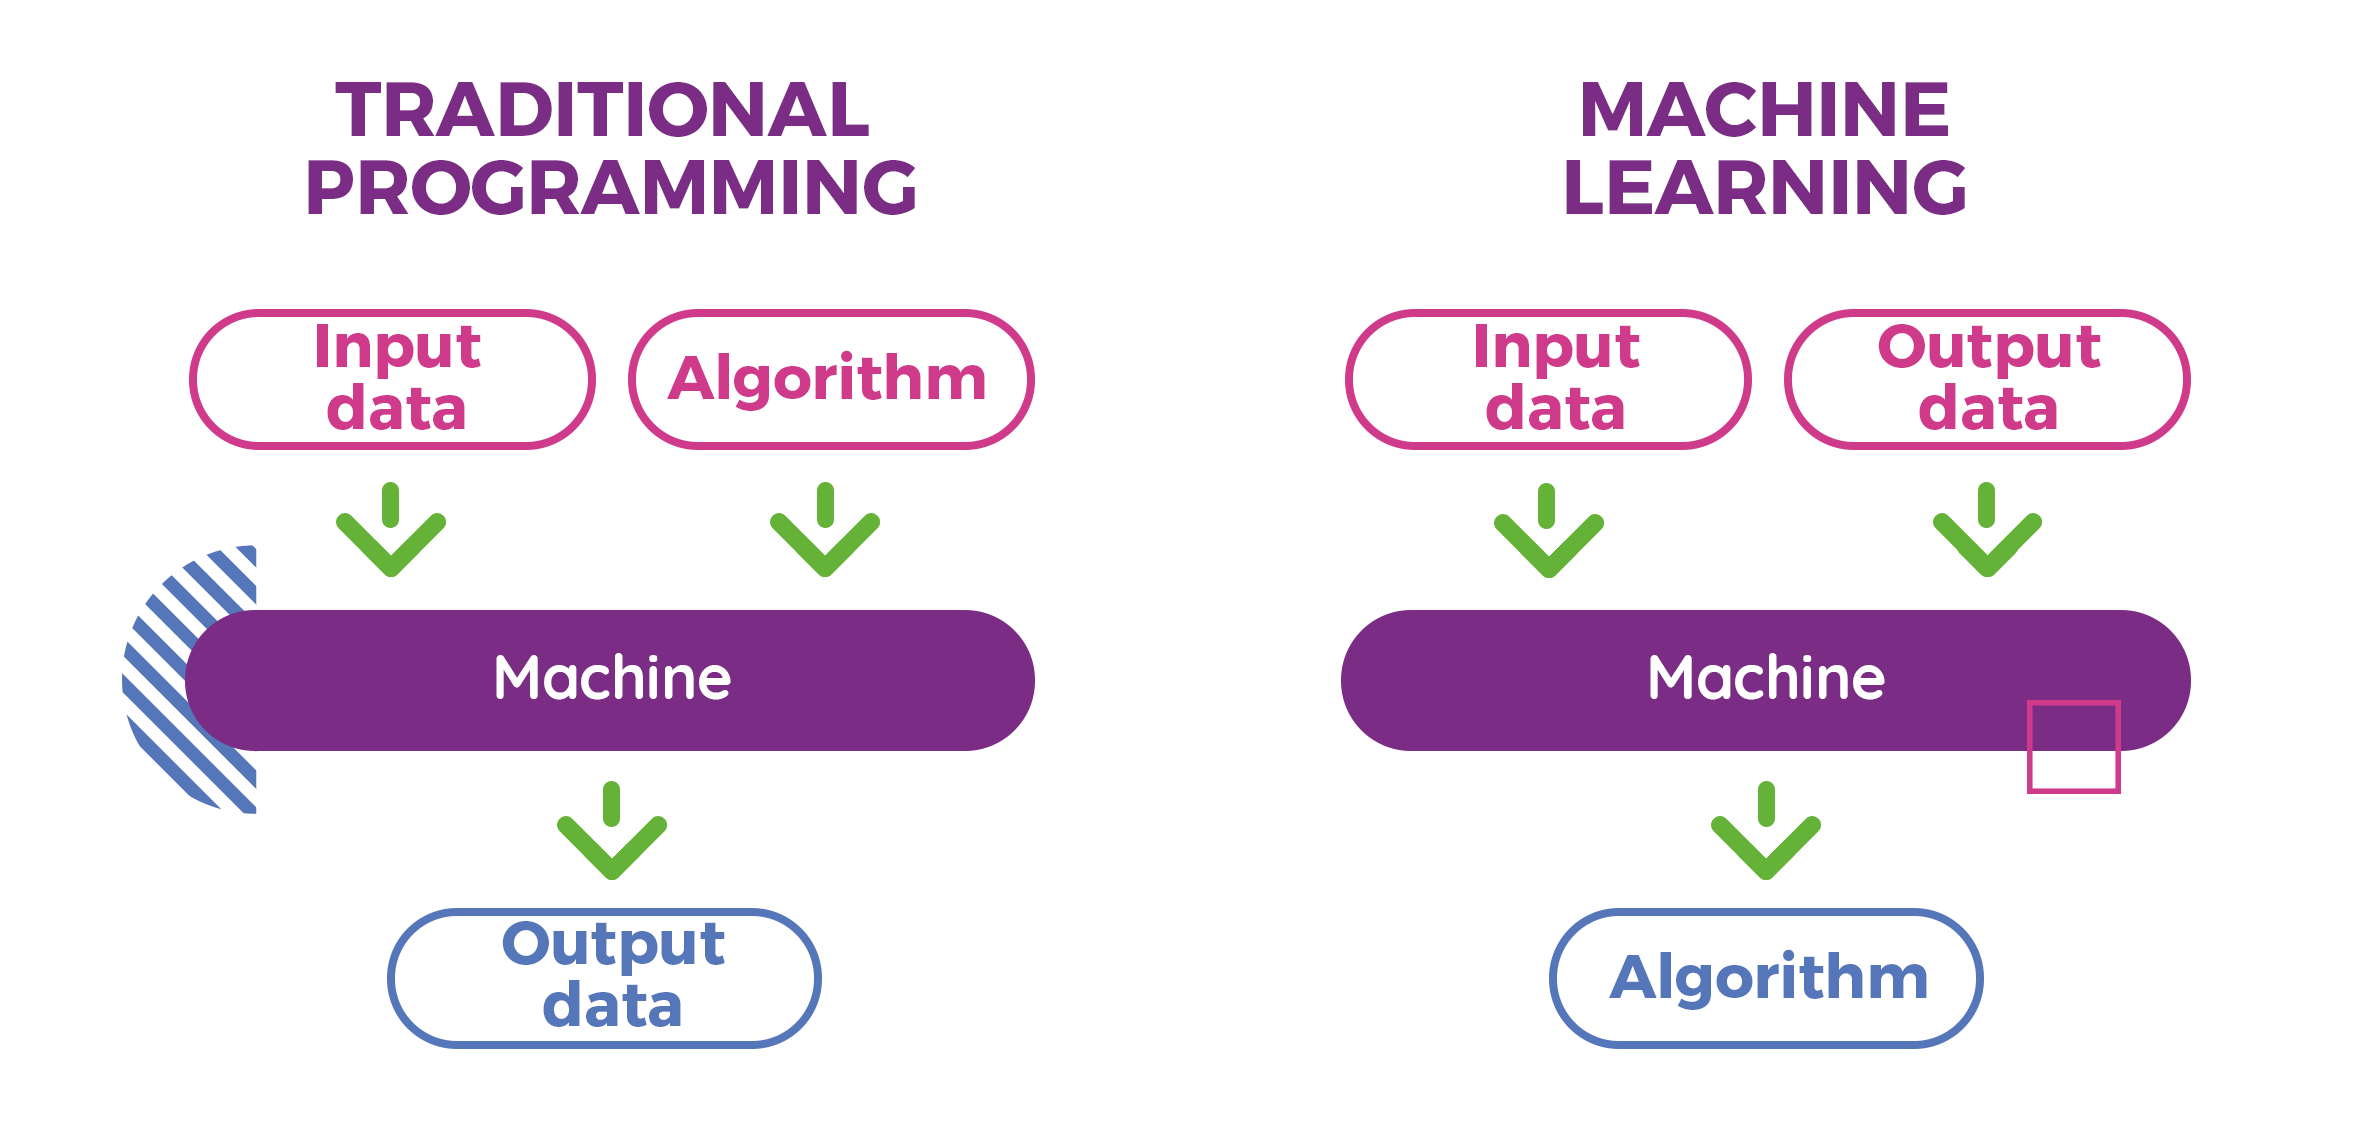 TRADITIONAL
PROGRAMMING
Input
data
Algorithm
Machine
Output
data
MACHINE
LEARNING
Input
data
Output
data
Machine
Algorithm